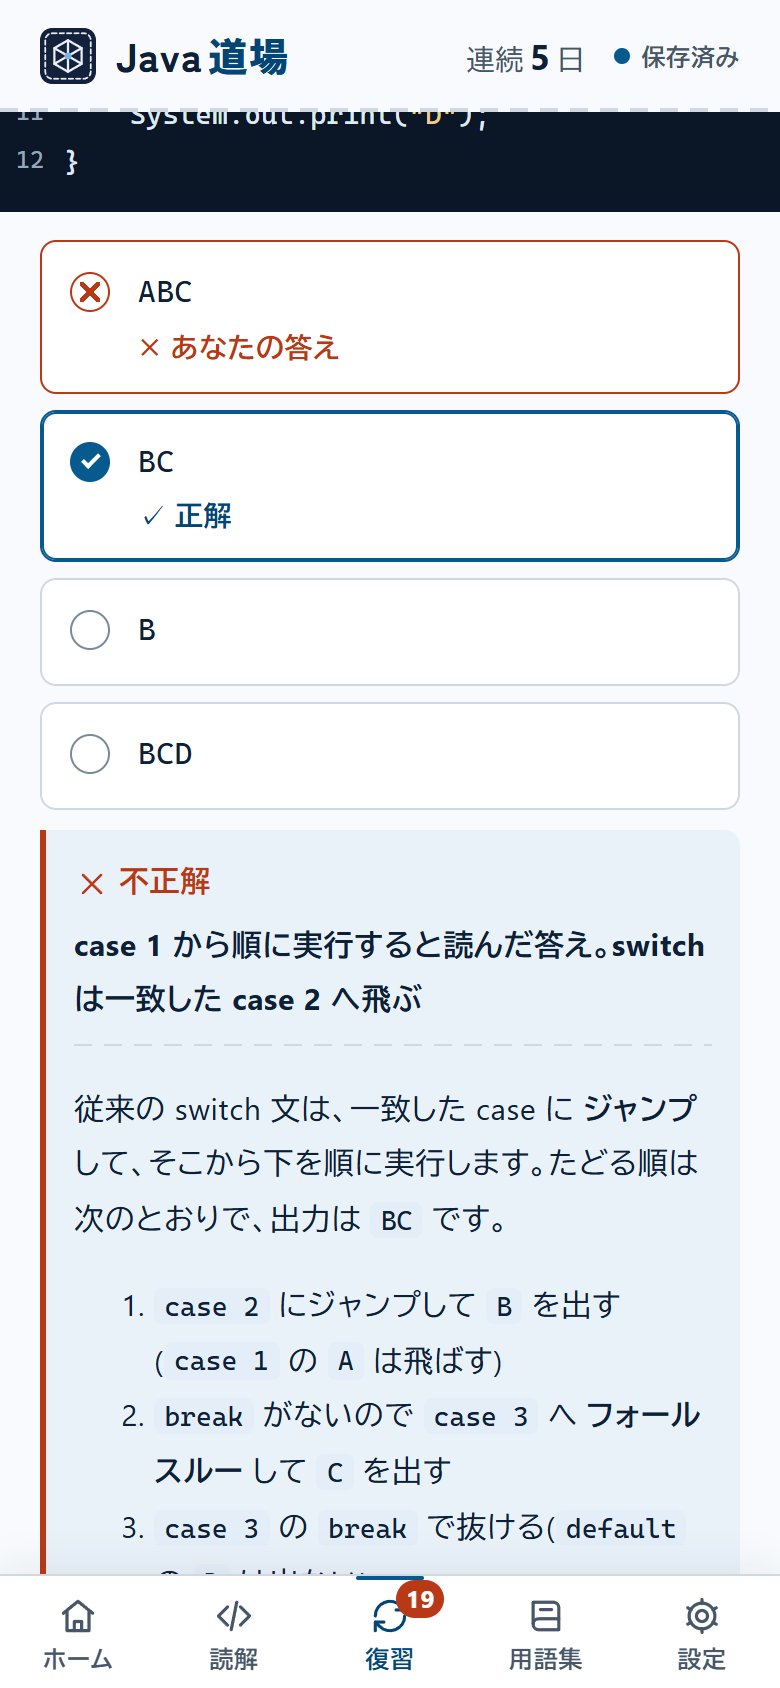 Java道場
連続 5 日
保存済み
11 System.out.print("D");
12 }
ABC
× あなたの答え
BC
✓ 正解
B
BCD
× 不正解
case 1 から順に実行すると読んだ答え。switch
は一致した case 2 へ飛ぶ
従来の switch 文は、一致した case に ジャンプ
して、そこから下を順に実行します。たどる順は
次のとおりで、出力は BC です。
1. case 2 にジャンプして B を出す
( case 1 の A は飛ばす)
2. break がないので case 3 へ フォール
スルー して C を出す
3. case 3 の break で抜ける( default
19
ホーム
読解
復習
用語集
設定